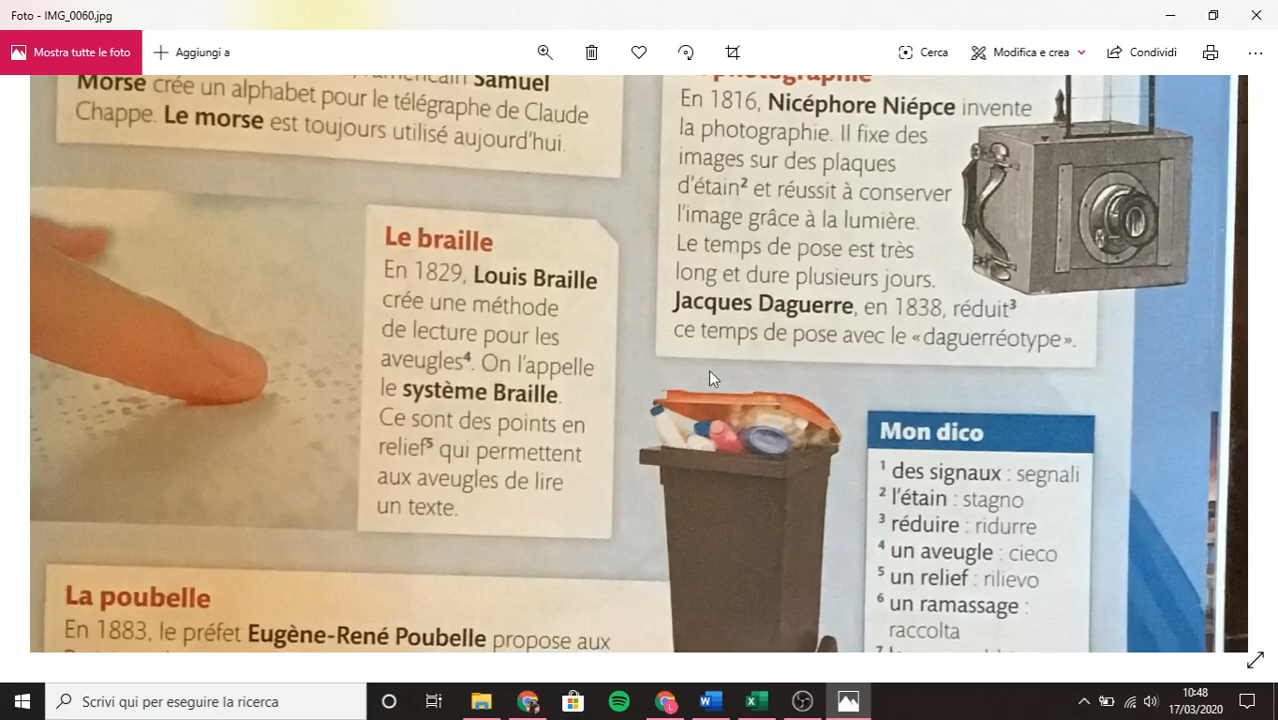 Foto - IMG_0060.jpg
Mostra tutte le foto
Aggiungi a
Cerca
Modifica e crea
Condividi
Samuel
Morse crée un alphabet pour le télégraphe de Claude
Chappe. Le morse est toujours utilisé aujourd'hui.
Le braille
En 1829, Louis Braille
crée une méthode
de lecture pour les
aveugles⁴. On l'appelle
le système Braille.
Ce sont des points en
relief⁵ qui permettent
aux aveugles de lire
un texte.
La poubelle
En 1883, le préfet Eugène-René Poubelle propose aux
photographie
En 1816, Nicéphore Niépce invente
la photographie. Il fixe des
images sur des plaques
d'étain² et réussit à conserver
l'image grâce à la lumière.
Le temps de pose est très
long et dure plusieurs jours.
Jacques Daguerre, en 1838, réduit³
ce temps de pose avec le «daguerréotype».
Mon dico
¹ des signaux : segnali
² l'étain : stagno
³ réduire : ridurre
⁴ un aveugle : cieco
⁵ un relief : rilievo
⁶ un ramassage :
raccolta
Scrivi qui per eseguire la ricerca
10:48
17/03/2020